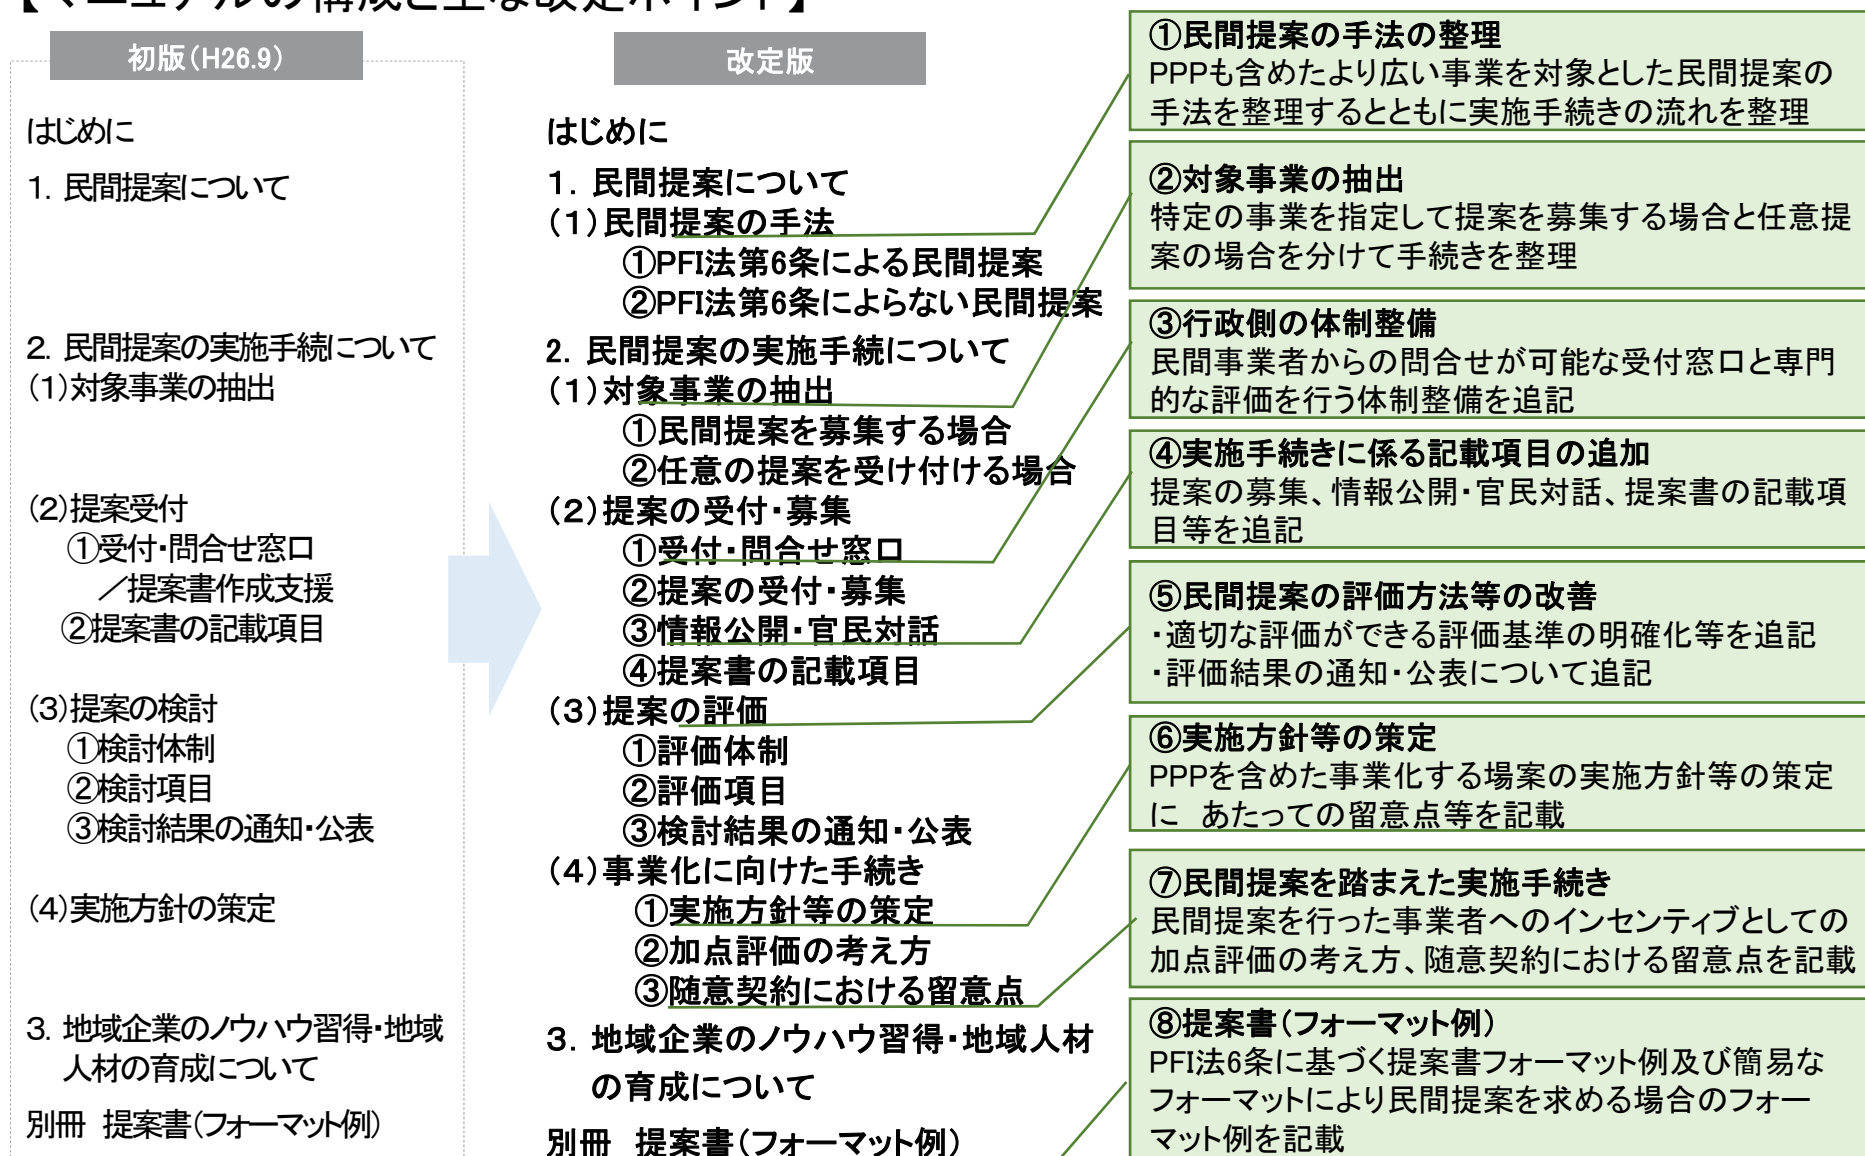 【マニュアルの構成と主な改定ポイント】
初版(H26.9)
はじめに
1. 民間提案について
2. 民間提案の実施手続について
(1)対象事業の抽出
(2)提案受付
①受付・問合せ窓口
／提案書作成支援
②提案書の記載項目
(3)提案の検討
①検討体制
②検討項目
③検討結果の通知・公表
(4)実施方針の策定
3. 地域企業のノウハウ習得・地域
人材の育成について
別冊 提案書(フォーマット例)
改定版
はじめに
1. 民間提案について
(1)民間提案の手法
①PFI法第6条による民間提案
②PFI法第6条によらない民間提案
2. 民間提案の実施手続について
(1)対象事業の抽出
①民間提案を募集する場合
②任意の提案を受け付ける場合
(2)提案の受付・募集
①受付・問合せ窓口
②提案の受付・募集
③情報公開・官民対話
④提案書の記載項目
(3)提案の評価
①評価体制
②評価項目
③検討結果の通知・公表
(4)事業化に向けた手続き
①実施方針等の策定
②加点評価の考え方
③随意契約における留意点
3. 地域企業のノウハウ習得・地域人材
の育成について
別冊 提案書(フォーマット例)
①民間提案の手法の整理
PPPも含めたより広い事業を対象とした民間提案の
手法を整理するとともに実施手続きの流れを整理
②対象事業の抽出
特定の事業を指定して提案を募集する場合と任意提
案の場合を分けて手続きを整理
③行政側の体制整備
民間事業者からの問合せが可能な受付窓口と専門
的な評価を行う体制整備を追記
④実施手続きに係る記載項目の追加
提案の募集、情報公開・官民対話、提案書の記載項
目等を追記
⑤民間提案の評価方法等の改善
・適切な評価ができる評価基準の明確化等を追記
・評価結果の通知・公表について追記
⑥実施方針等の策定
PPPを含めた事業化する場案の実施方針等の策定
に あたっての留意点等を記載
⑦民間提案を踏まえた実施手続き
民間提案を行った事業者へのインセンティブとしての
加点評価の考え方、随意契約における留意点を記載
⑧提案書(フォーマット例)
PFI法6条に基づく提案書フォーマット例及び簡易な
フォーマットにより民間提案を求める場合のフォー
マット例を記載